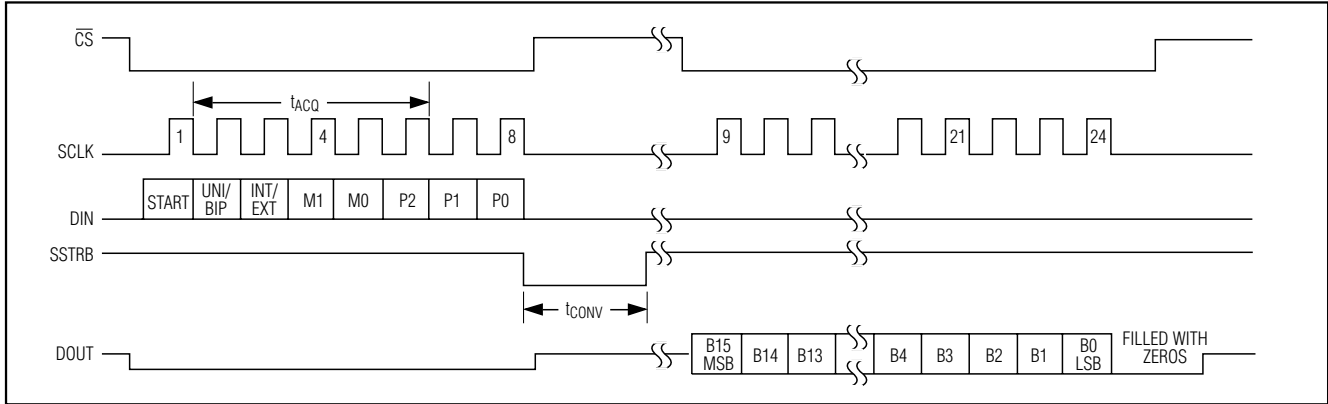 CS
tACQ
SCLK
1
4
8
9
21
24
DIN
START
UNI/
BIP
INT/
EXT
M1
M0
P2
P1
P0
SSTRB
tCONV
DOUT
B15
MSB
B14
B13
B4
B3
B2
B1
B0
LSB
FILLED WITH
ZEROS